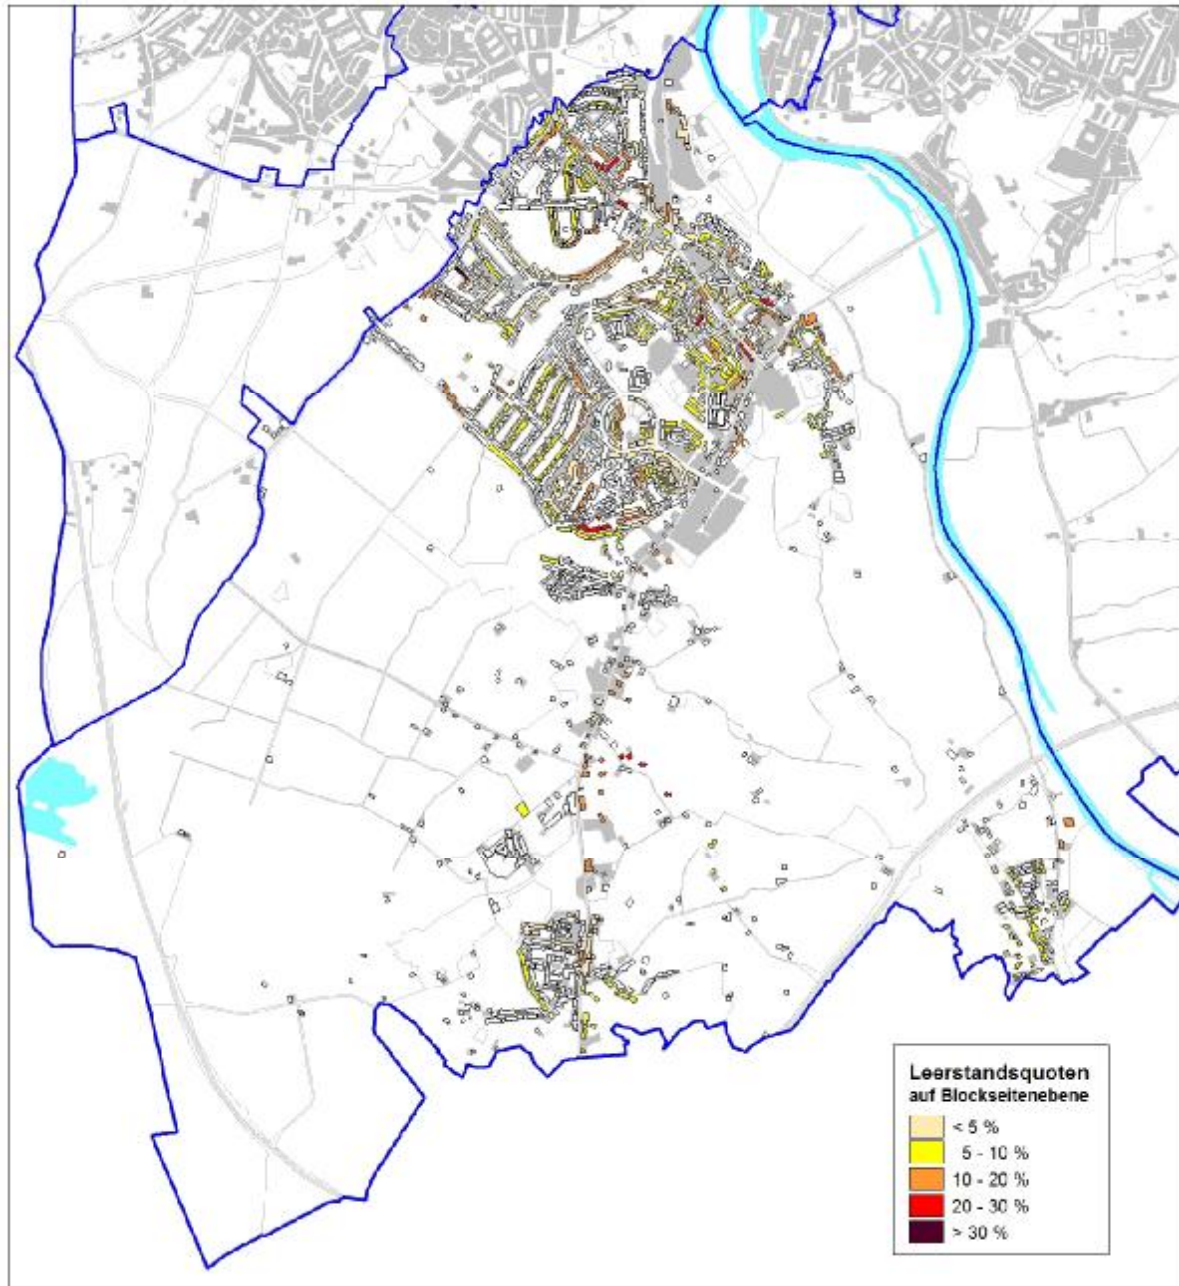 Leerstandsquoten
auf Blockseitenebene
< 5 %
5 - 10 %
10 - 20 %
20 - 30 %
> 30 %